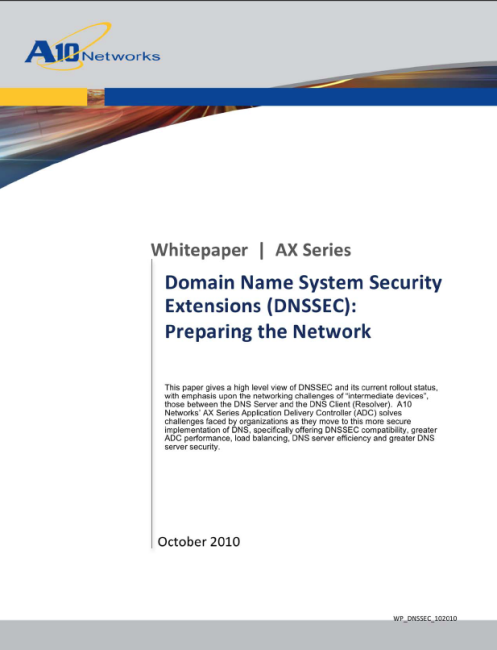 A10 Networks
Whitepaper | AX Series
Domain Name System Security
Extensions (DNSSEC):
Preparing the Network
This paper gives a high level view of DNSSEC and its current rollout status,
with emphasis upon the networking challenges of “intermediate devices”,
those between the DNS Server and the DNS Client (Resolver). A10
Networks’ AX Series Application Delivery Controller (ADC) solves
challenges faced by organizations as they move to this more secure
implementation of DNS, specifically offering DNSSEC compatibility, greater
ADC performance, load balancing, DNS server efficiency and greater DNS
server security.
October 2010
WP_DNSSEC_102010